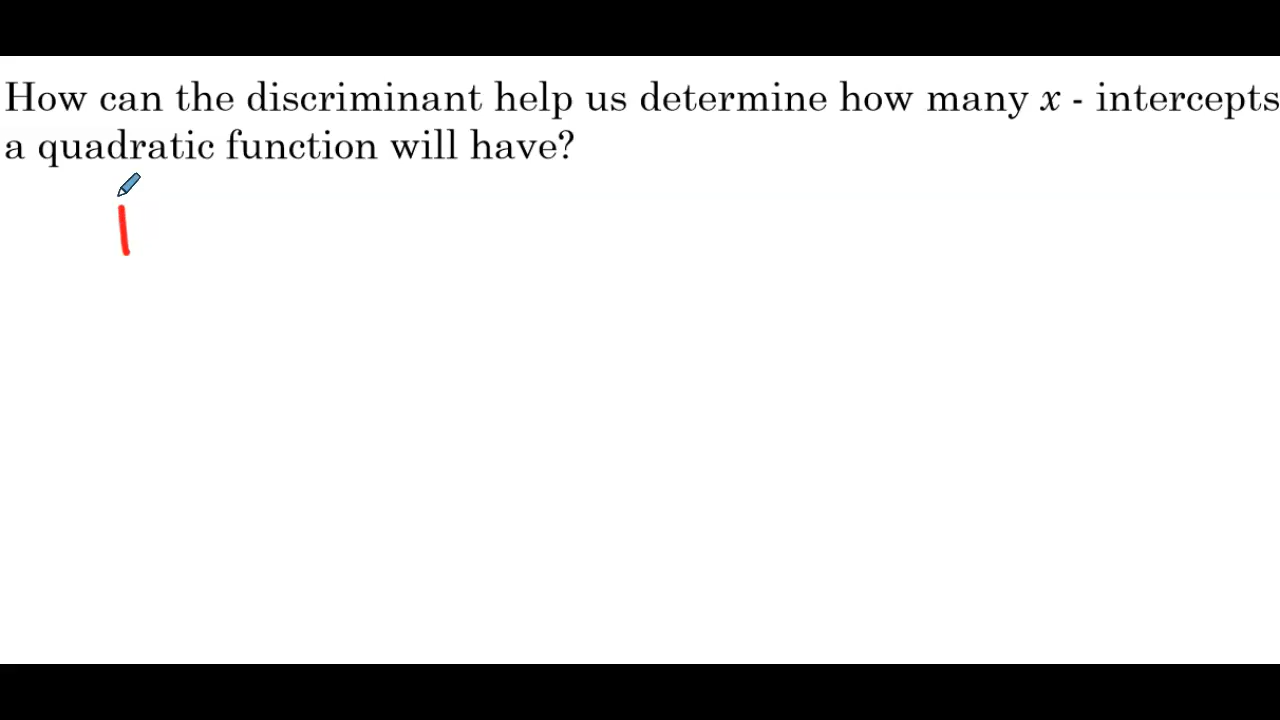 How can the discriminant help us determine how many x - intercepts
a quadratic function will have?